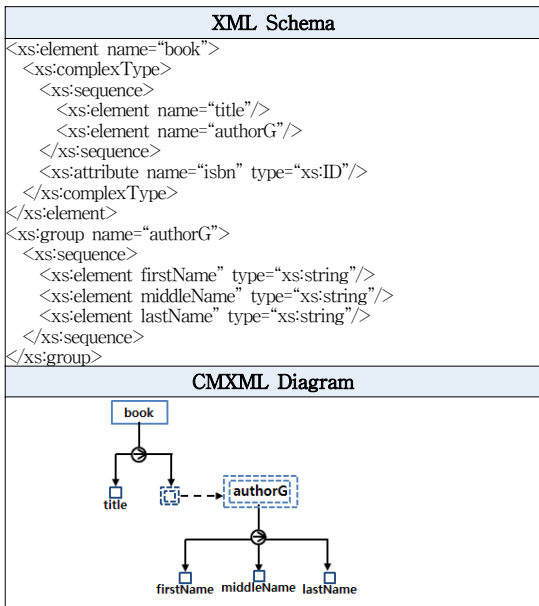 XML Schema
<xs:element name=“book”>
<xs:complexType>
<xs:sequence>
<xs:element name=“title”/>
<xs:element name=“authorG”/>
</xs:sequence>
<xs:attribute name=“isbn” type=“xs:ID”/>
</xs:complexType>
</xs:element>
<xs:group name=“authorG”>
<xs:sequence>
<xs:element firstName” type=“xs:string”/>
<xs:element middleName” type=“xs:string”/>
<xs:element lastName” type=“xs:string”/>
</xs:sequence>
</xs:group>
CMXML Diagram
book
title
authorG
firstName middleName lastName